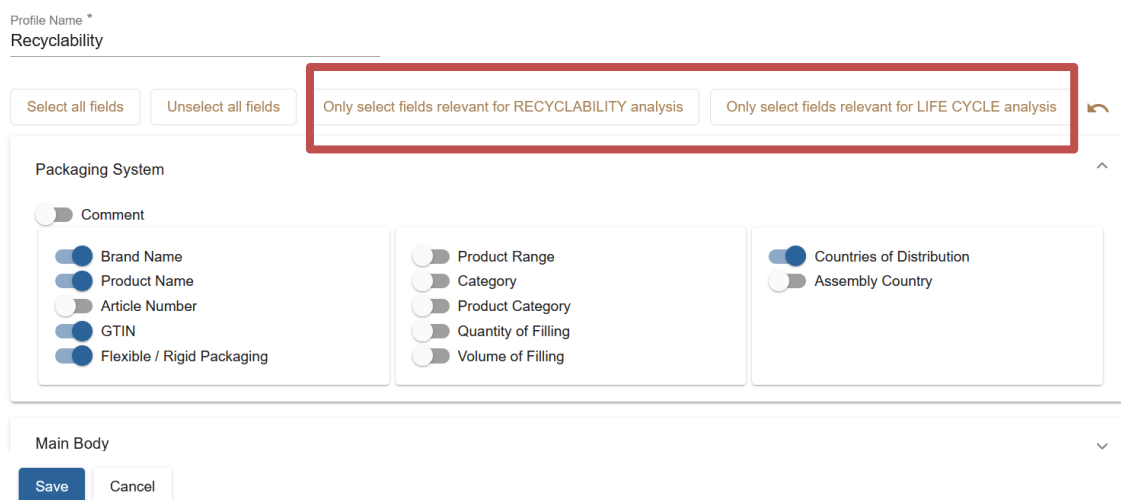 Profile Name *
Recyclability
Select all fields
Unselect all fields
Only select fields relevant for RECYCLABILITY analysis
Only select fields relevant for LIFE CYCLE analysis
Packaging System
Comment
Brand Name
Product Name
Article Number
GTIN
Flexible / Rigid Packaging
Product Range
Category
Product Category
Quantity of Filling
Volume of Filling
Countries of Distribution
Assembly Country
Main Body
Save
Cancel